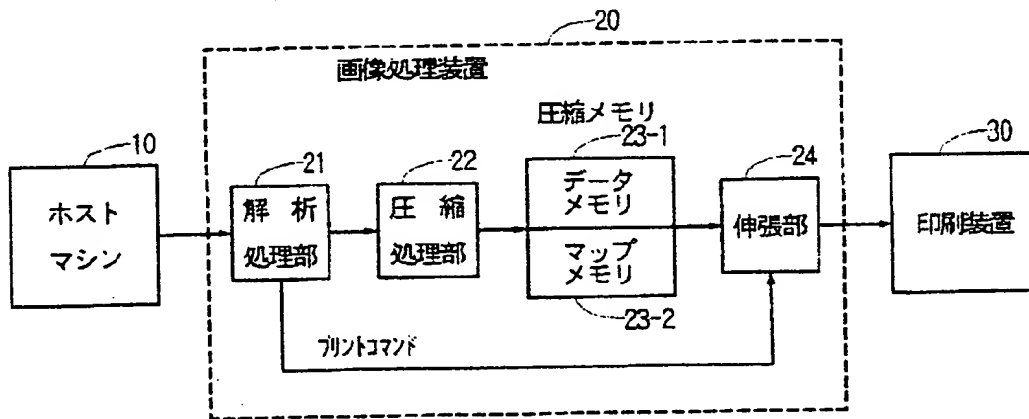 20
画像処理装置
圧縮メモリ
10
21
22
23-1
24
30
ホスト
マシン
解析
処理部
圧縮
処理部
データ
メモリ
マップ
メモリ
伸張部
印刷装置
23-2
プリントコマンド